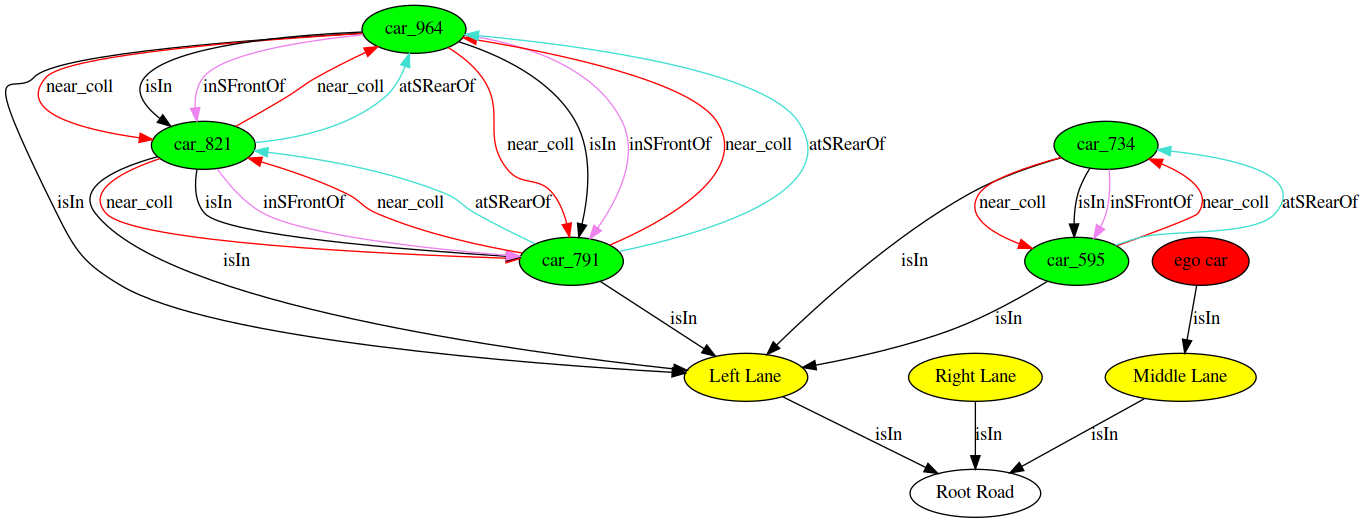 car_964
near_coll isIn inSFrontOf near_coll atSRearOf
car_821 near_coll isIn inSFrontOf near_coll atSRearOf car_734
isIn near_coll isIn inSFrontOf near_coll atSRearOf near_coll isIn inSFrontOf near_coll atSRearOf
isIn car_791 isIn car_595 ego car
isIn isIn isIn
Left Lane Right Lane Middle Lane
isIn isIn isIn
Root Road